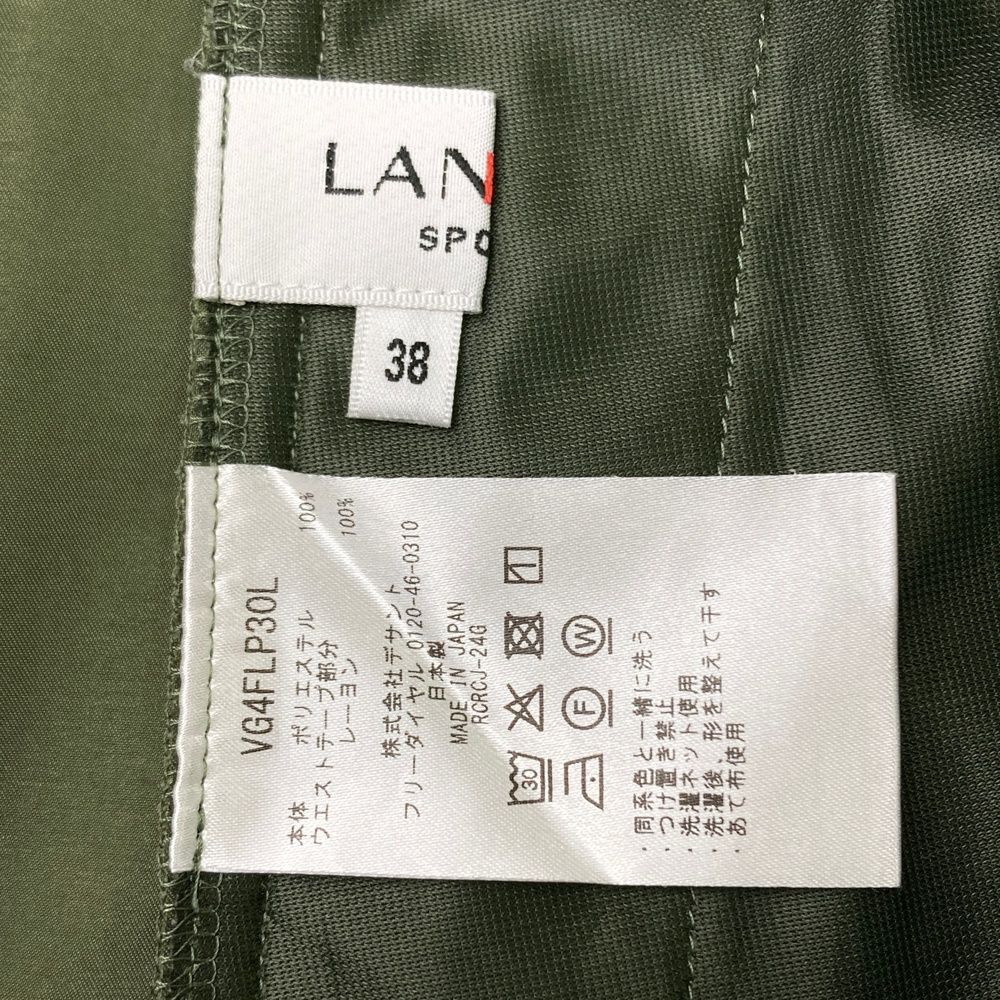 LAN
SPO
38
VG4FLP30L
本体 ポリエステル 100%
ウエストテープ部分
レーヨン 100%
株式会社デサント
フリーダイヤル 0120-46-0310
日本製
MADE IN JAPAN
RCRCJ-24G
30
F W
・同系色と一緒に洗う
・つけ置き禁止
・洗濯ネット使用
・洗濯後、形を整えて干す
・あて布使用